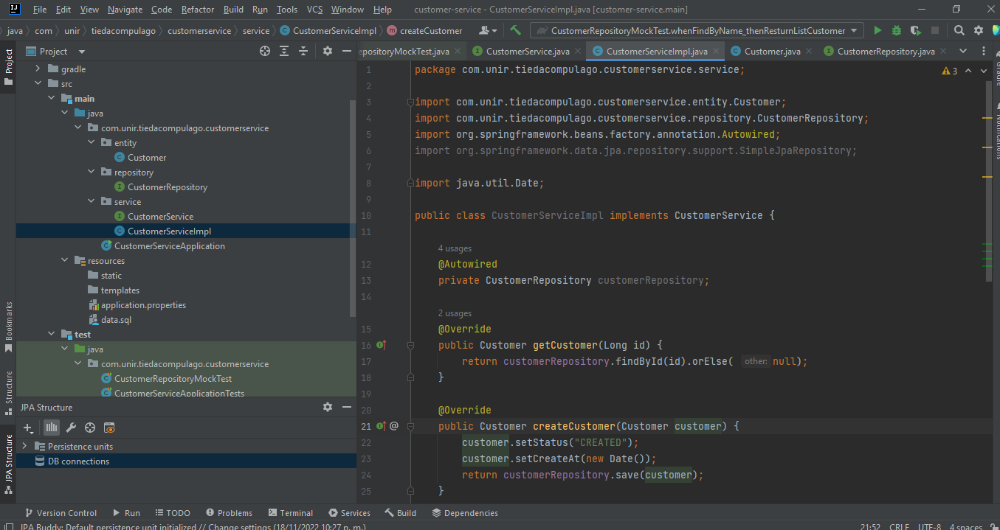 File Edit View Navigate Code Refactor Build Run Tools VCS Window Help customer-service - CustomerServiceImpl.java [customer-service.main]
java com unir tiedacompulago customerservice service CustomerServiceImpl createCustomer CustomerRepositoryMockTest.whenFindByName_thenResturnListCustomer
Project
epositoryMockTest.java CustomerService.java CustomerServiceImpl.java Customer.java CustomerRepository.java
Project
gradle
src
main
java
com.unir.tiedacompulago.customerservice
entity
Customer
repository
CustomerRepository
service
CustomerService
CustomerServiceImpl
CustomerServiceApplication
resources
static
templates
application.properties
data.sql
test
java
com.unir.tiedacompulago.customerservice
CustomerRepositoryMockTest
CustomerServiceApplicationTests
Bookmarks
Structure
JPA Structure
JPA Structure
Persistence units
DB connections
1 package com.unir.tiedacompulago.customerservice.service;
2
3 import com.unir.tiedacompulago.customerservice.entity.Customer;
4 import com.unir.tiedacompulago.customerservice.repository.CustomerRepository;
5 import org.springframework.beans.factory.annotation.Autowired;
6 import org.springframework.data.jpa.repository.support.SimpleJpaRepository;
7
8 import java.util.Date;
9
10 public class CustomerServiceImpl implements CustomerService {
11
4 usages
12 @Autowired
13 private CustomerRepository customerRepository;
14
2 usages
15 @Override
16 public Customer getCustomer(Long id) {
17 return customerRepository.findById(id).orElse( other: null);
18 }
19
20 @Override
21 public Customer createCustomer(Customer customer) {
22 customer.setStatus("CREATED");
23 customer.setCreateAt(new Date());
24 return customerRepository.save(customer);
25 }
3
Notifications
Version Control Run TODO Problems Terminal Services Build Dependencies
JPA Buddy: Default persistence unit initialized // Change settings (18/11/2022 10:27 p. m.) 21:52 CRLF UTF-8 4 spaces